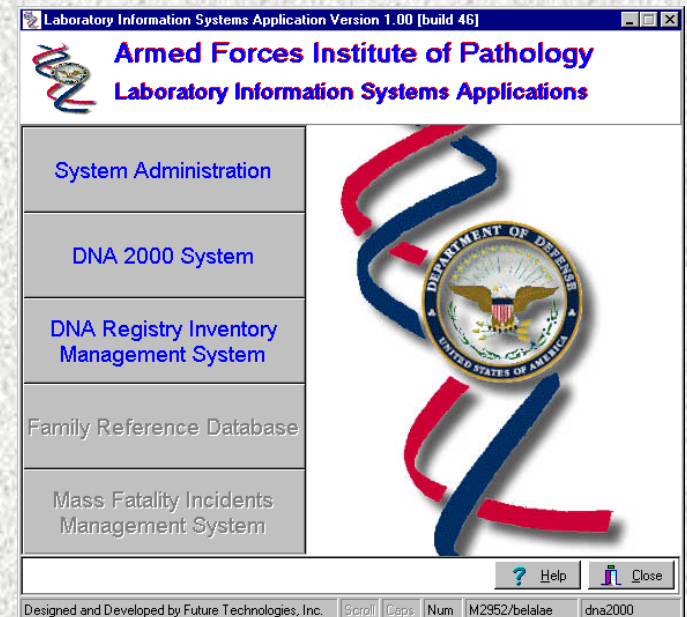 Laboratory Information Systems Application Version 1.00 [build 46]
Armed Forces Institute of Pathology
Laboratory Information Systems Applications
System Administration
DNA 2000 System
DNA Registry Inventory
Management System
Family Reference Database
Mass Fatality Incidents
Management System
DEPARTMENT OF DEFENSE
UNITED STATES OF AMERICA
? Help
Close
Designed and Developed by Future Technologies, Inc. Scroll Caps Num M2952/belalae dna2000